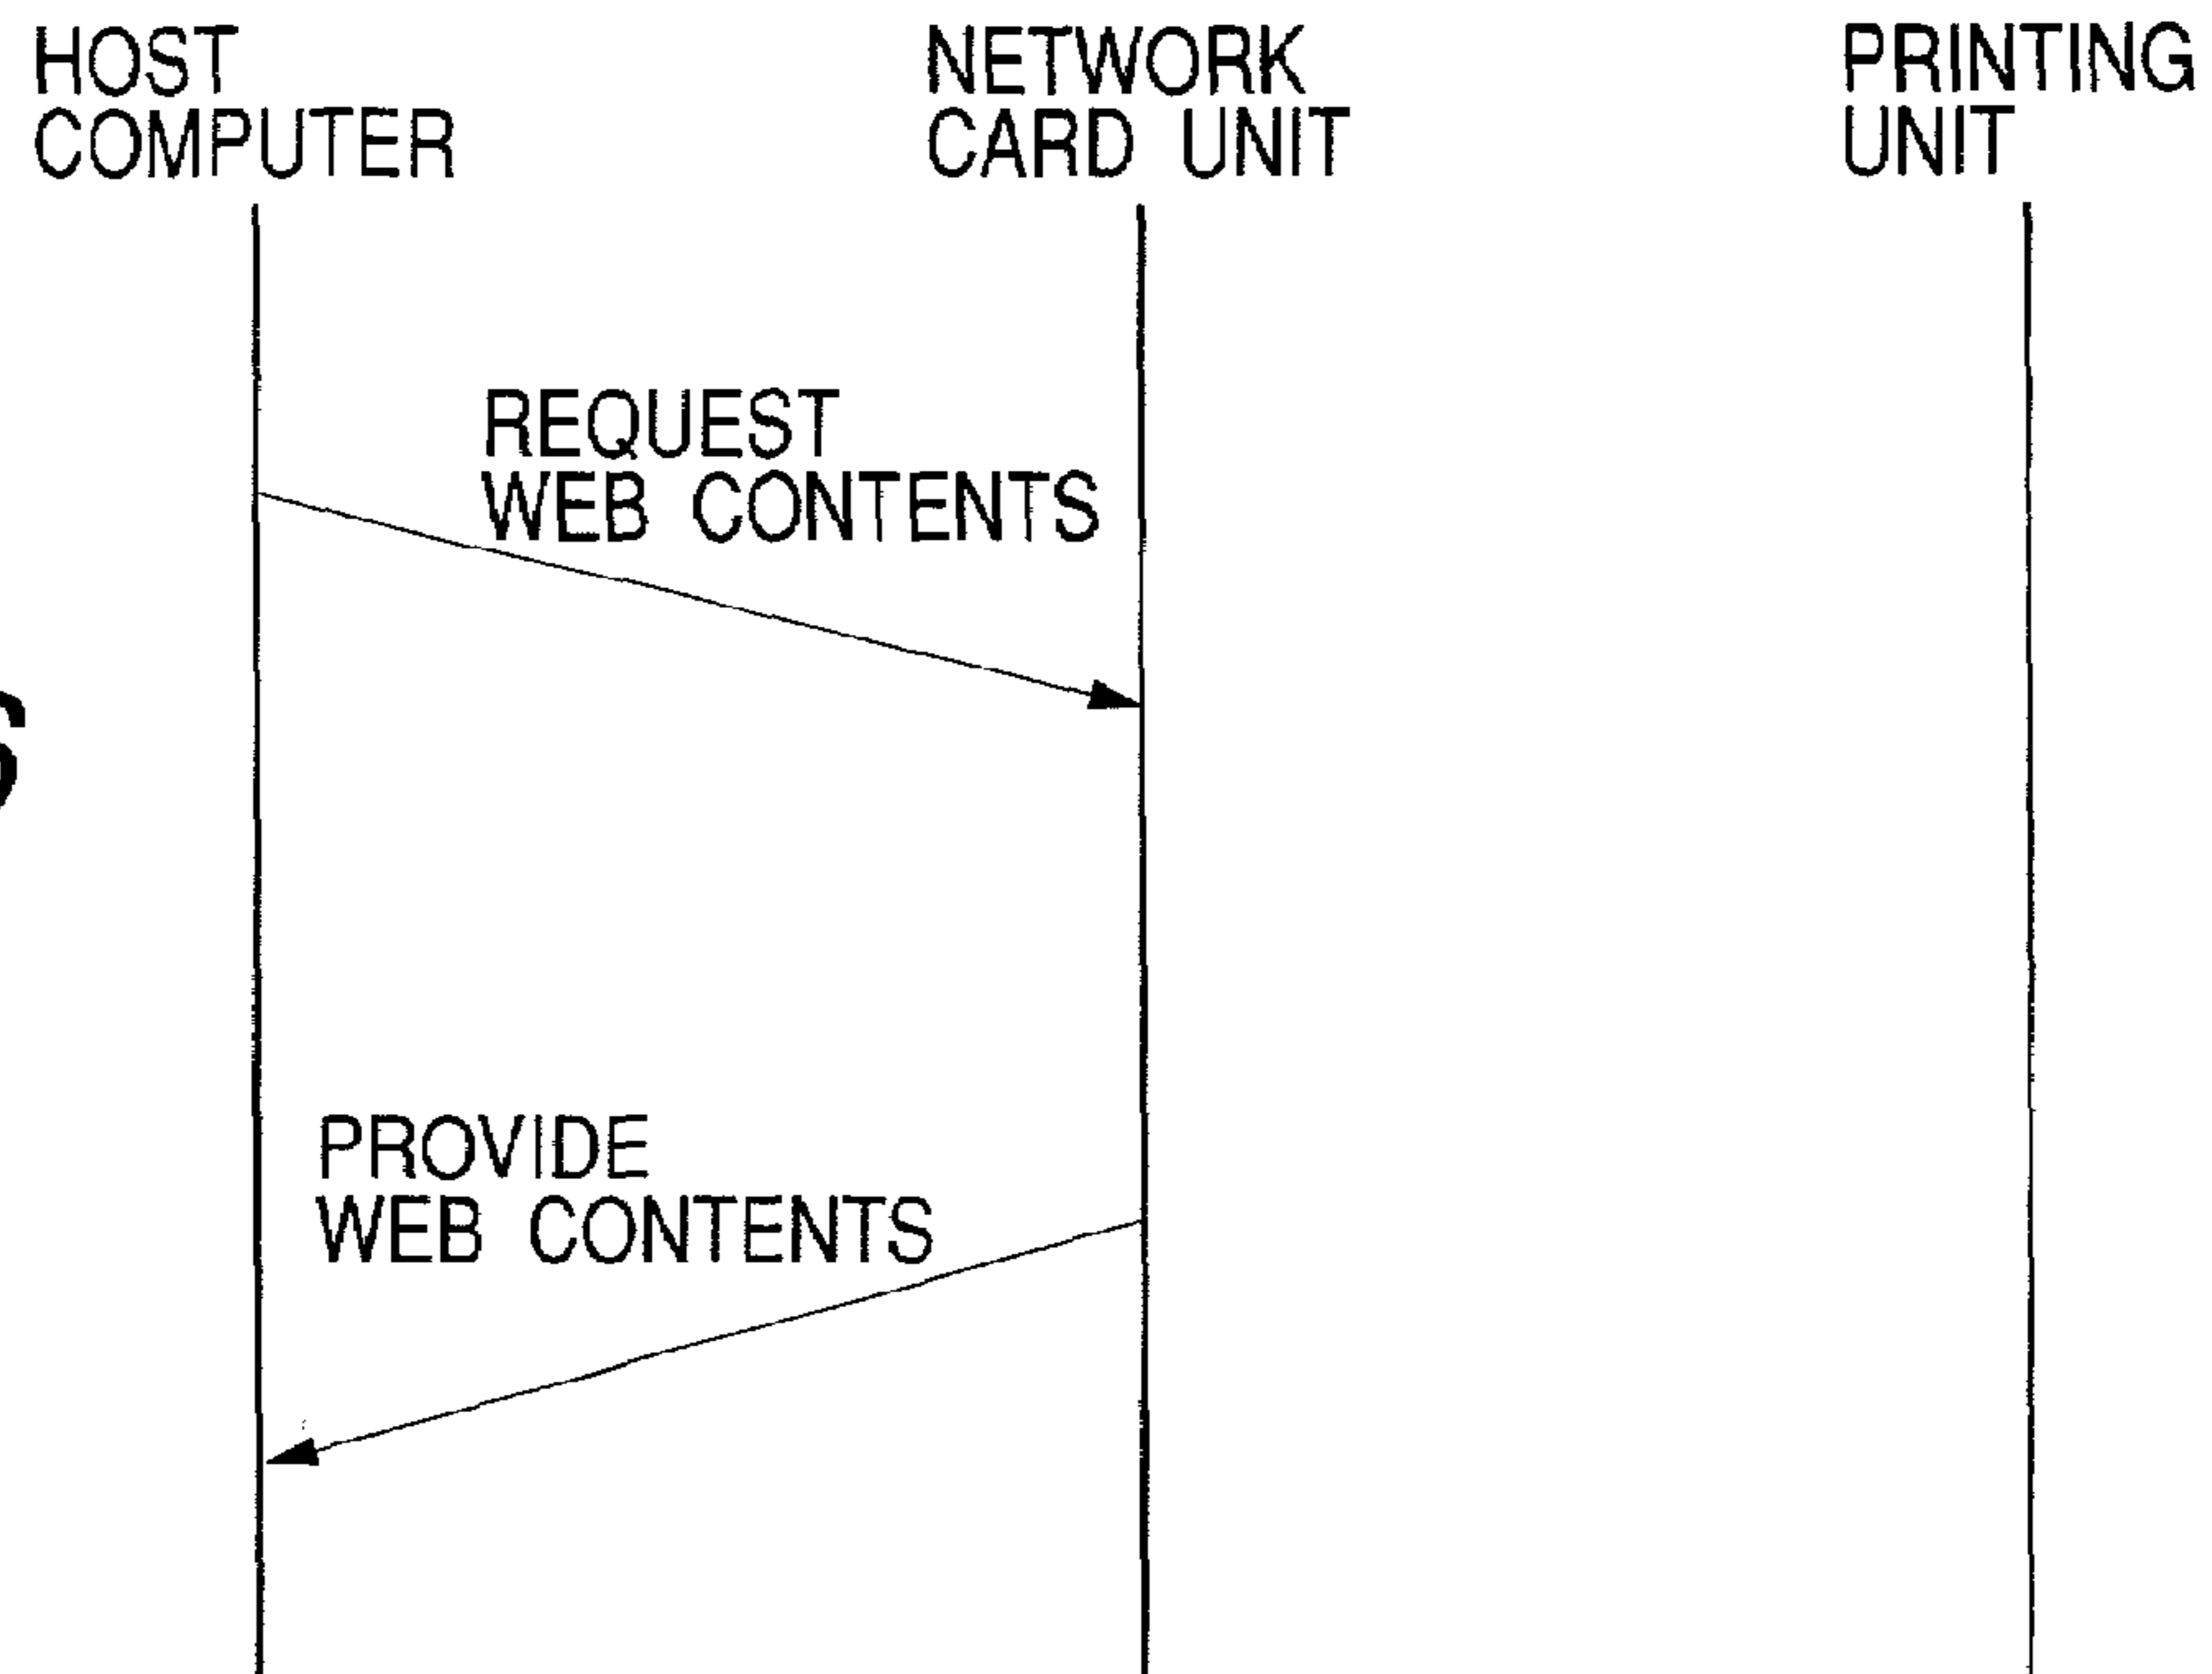 HOST
COMPUTER
NETWORK
CARD UNIT
PRINTING
UNIT
REQUEST
WEB CONTENTS
PROVIDE
WEB CONTENTS